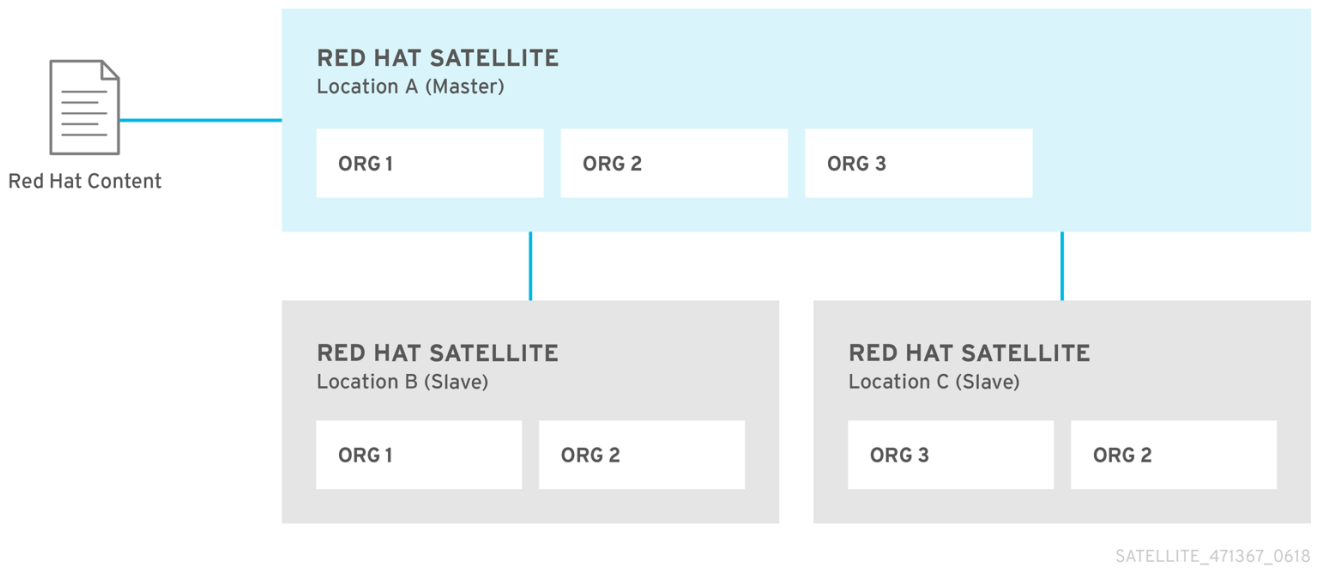 RED HAT SATELLITE
Location A (Master)
ORG 1
ORG 2
ORG 3
Red Hat Content
RED HAT SATELLITE
Location B (Slave)
ORG 1
ORG 2
RED HAT SATELLITE
Location C (Slave)
ORG 3
ORG 2
SATELLITE_471367_0618